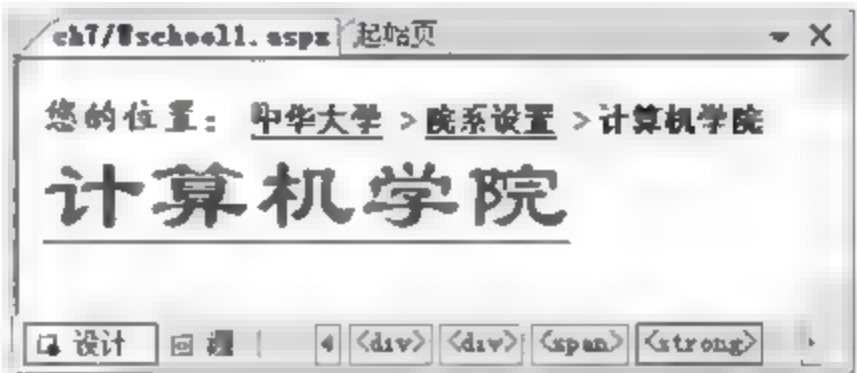 ch7/Wschool1.aspx 起始页
您的位置： 中华大学 > 院系设置 > 计算机学院
计算机学院
设计 <div> <div> <span> <strong>